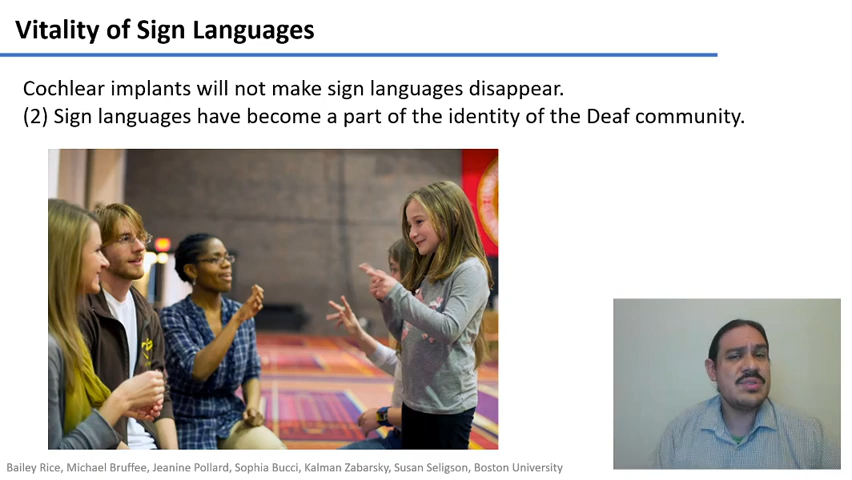 Vitality of Sign Languages
Cochlear implants will not make sign languages disappear.
(2) Sign languages have become a part of the identity of the Deaf community.
Bailey Rice, Michael Bruffee, Jeanine Pollard, Sophia Bucci, Kalman Zabarsky, Susan Seligson, Boston University